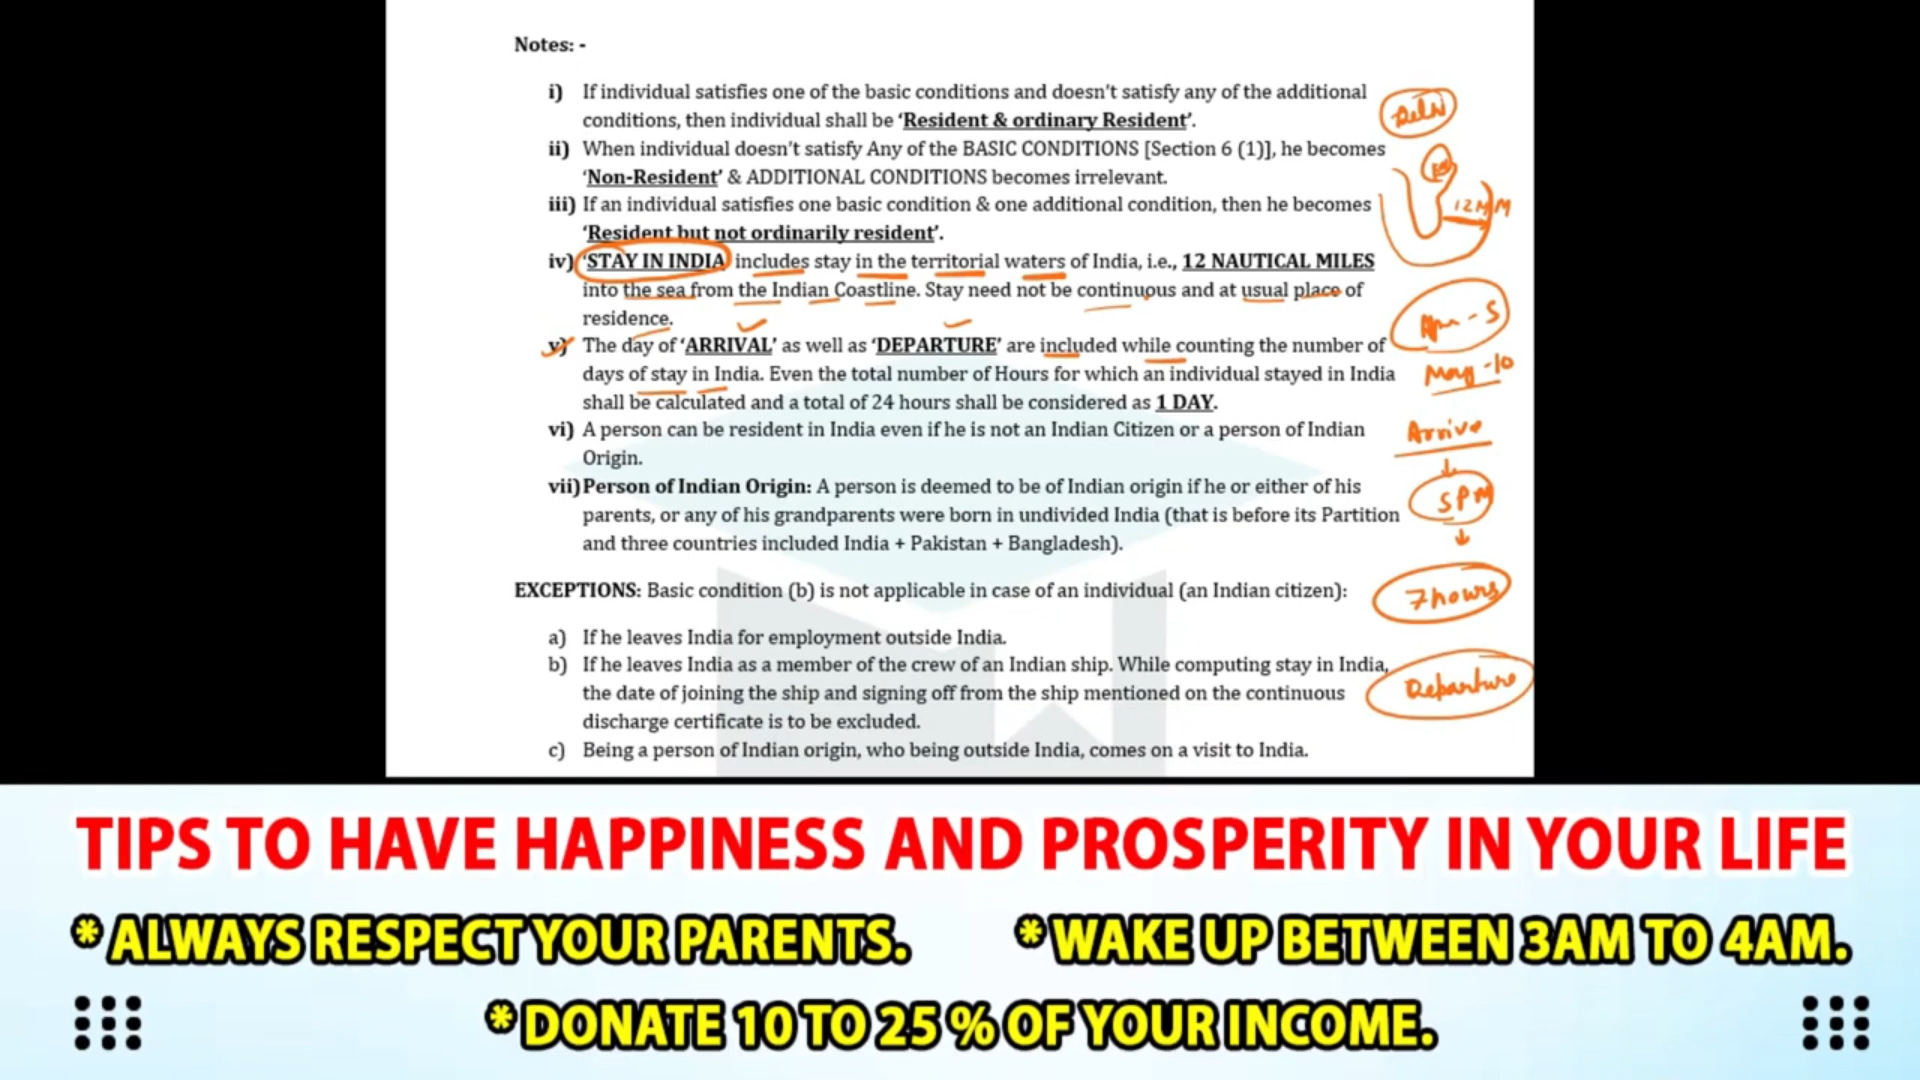 Notes: -
i) If individual satisfies one of the basic conditions and doesn't satisfy any of the additional
conditions, then individual shall be 'Resident & ordinary Resident'.
ii) When individual doesn't satisfy Any of the BASIC CONDITIONS [Section 6 (1)], he becomes
'Non-Resident' & ADDITIONAL CONDITIONS becomes irrelevant.
iii) If an individual satisfies one basic condition & one additional condition, then he becomes
'Resident but not ordinarily resident'.
12 NM
iv) 'STAY IN INDIA includes stay in the territorial waters of India, i.e., 12 NAUTICAL MILES
into the sea from the Indian Coastline. Stay need not be continuous and at usual place of
residence.
v) The day of 'ARRIVAL' as well as 'DEPARTURE' are included while counting the number of
days of stay in India. Even the total number of Hours for which an individual stayed in India
shall be calculated and a total of 24 hours shall be considered as 1 DAY.
May - 10
vi) A person can be resident in India even if he is not an Indian Citizen or a person of Indian
Origin.
Arrive
vii) Person of Indian Origin: A person is deemed to be of Indian origin if he or either of his
parents, or any of his grandparents were born in undivided India (that is before its Partition
and three countries included India + Pakistan + Bangladesh).
5PM
EXCEPTIONS: Basic condition (b) is not applicable in case of an individual (an Indian citizen):
7hours
a) If he leaves India for employment outside India.
b) If he leaves India as a member of the crew of an Indian ship. While computing stay in India,
the date of joining the ship and signing off from the ship mentioned on the continuous
discharge certificate is to be excluded.
Departure
c) Being a person of Indian origin, who being outside India, comes on a visit to India.
TIPS TO HAVE HAPPINESS AND PROSPERITY IN YOUR LIFE
* ALWAYS RESPECT YOUR PARENTS.
* WAKE UP BETWEEN 3AM TO 4AM.
* DONATE 10 TO 25 % OF YOUR INCOME.